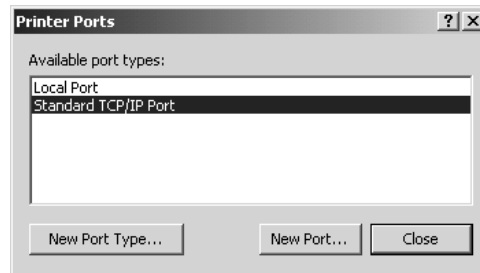 Printer Ports
Available port types:
Local Port
Standard TCP/IP Port
New Port Type... New Port... Close